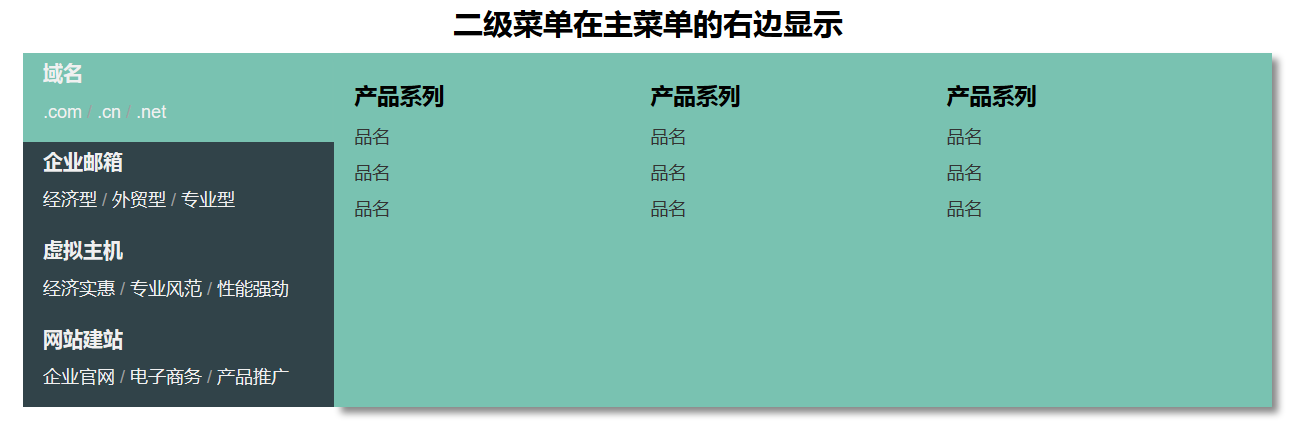 二级菜单在主菜单的右边显示
域名
.com / .cn / .net
企业邮箱
经济型 / 外贸型 / 专业型
虚拟主机
经济实惠 / 专业风范 / 性能强劲
网站建站
企业官网 / 电子商务 / 产品推广
产品系列
品名
品名
品名
产品系列
品名
品名
品名
产品系列
品名
品名
品名